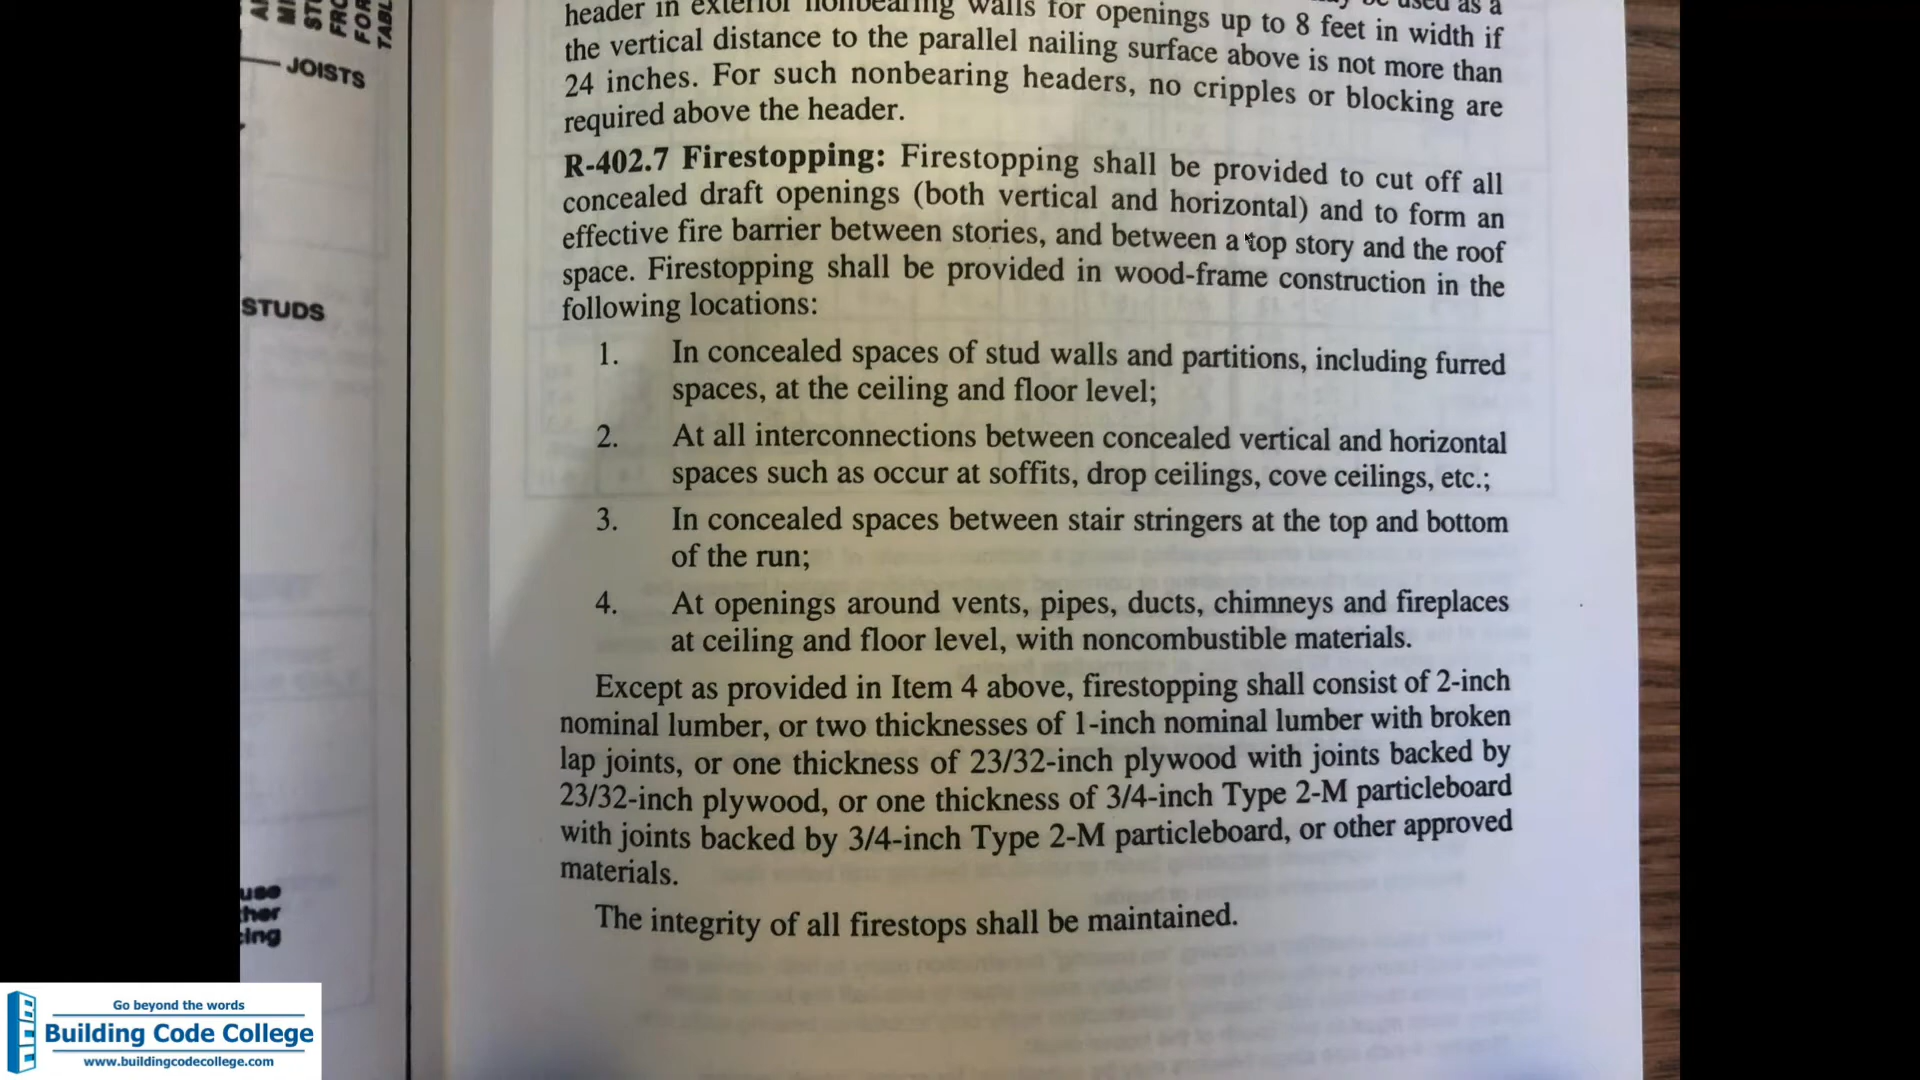 MI
ST
FRO
FOR
TABL
JOISTS
STUDS
use
her
cing
header in exterior nonbearing walls for openings up to 8 feet in width if
the vertical distance to the parallel nailing surface above is not more than
24 inches. For such nonbearing headers, no cripples or blocking are
required above the header.
R-402.7 Firestopping: Firestopping shall be provided to cut off all
concealed draft openings (both vertical and horizontal) and to form an
effective fire barrier between stories, and between a top story and the roof
space. Firestopping shall be provided in wood-frame construction in the
following locations:
1. In concealed spaces of stud walls and partitions, including furred
spaces, at the ceiling and floor level;
2. At all interconnections between concealed vertical and horizontal
spaces such as occur at soffits, drop ceilings, cove ceilings, etc.;
3. In concealed spaces between stair stringers at the top and bottom
of the run;
4. At openings around vents, pipes, ducts, chimneys and fireplaces
at ceiling and floor level, with noncombustible materials.
Except as provided in Item 4 above, firestopping shall consist of 2-inch
nominal lumber, or two thicknesses of 1-inch nominal lumber with broken
lap joints, or one thickness of 23/32-inch plywood with joints backed by
23/32-inch plywood, or one thickness of 3/4-inch Type 2-M particleboard
with joints backed by 3/4-inch Type 2-M particleboard, or other approved
materials.
The integrity of all firestops shall be maintained.
BCC
Go beyond the words
Building Code College
www.buildingcodecollege.com